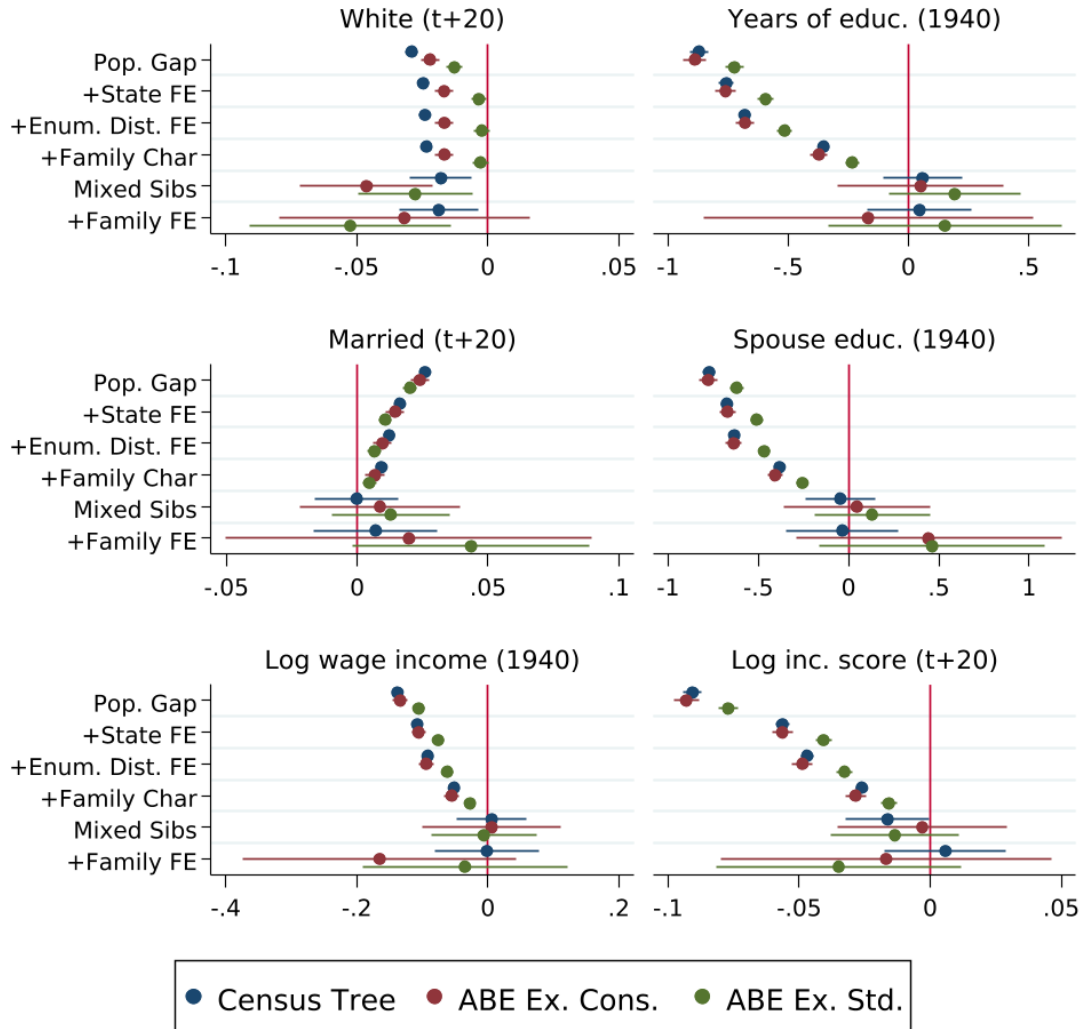 White (t+20)
Pop. Gap
+State FE
+Enum. Dist. FE
+Family Char
Mixed Sibs
+Family FE
-.1 -.05 0 .05
Years of educ. (1940)
-1 -.5 0 .5
Married (t+20)
Pop. Gap
+State FE
+Enum. Dist. FE
+Family Char
Mixed Sibs
+Family FE
-.05 0 .05 .1
Spouse educ. (1940)
-1 -.5 0 .5 1
Log wage income (1940)
Pop. Gap
+State FE
+Enum. Dist. FE
+Family Char
Mixed Sibs
+Family FE
-.4 -.2 0 .2
Log inc. score (t+20)
-.1 -.05 0 .05
Census Tree ABE Ex. Cons. ABE Ex. Std.